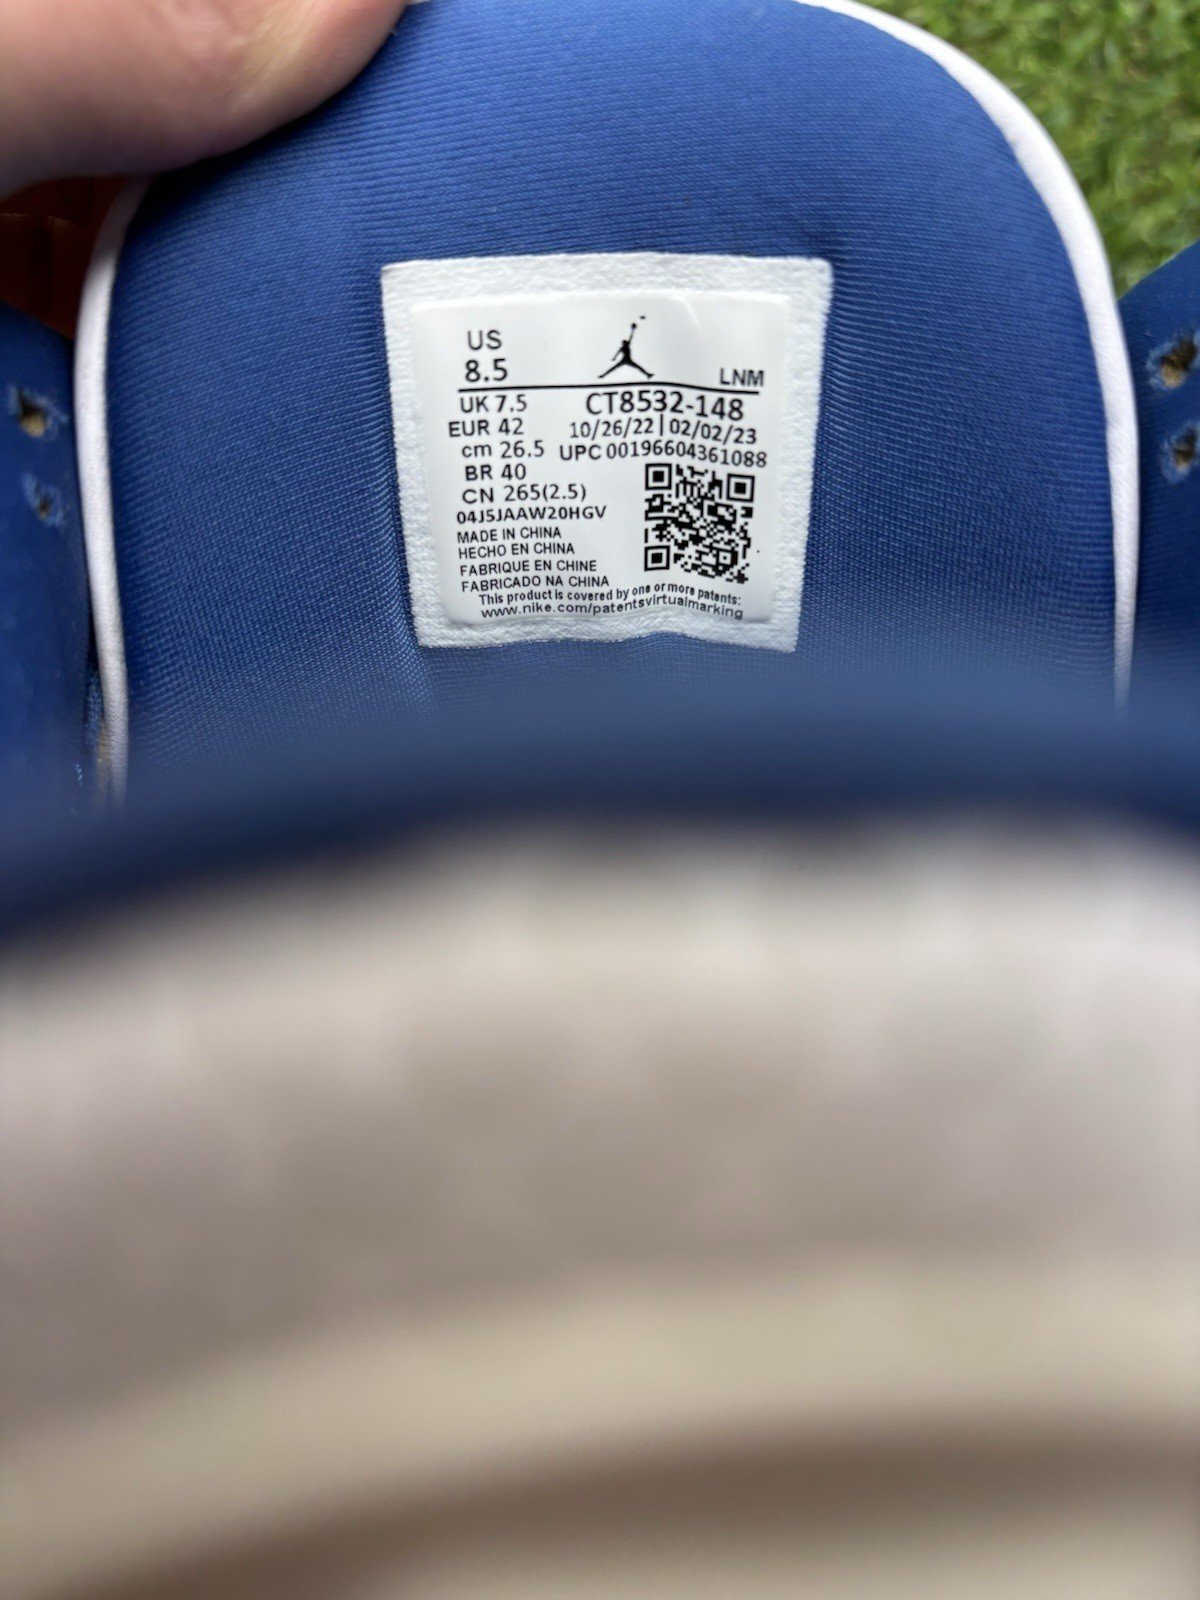 US
8.5
LNM
UK 7.5 CT8532-148
EUR 42 10/26/22 | 02/02/23
cm 26.5 UPC 00196604361088
BR 40
CN 265(2.5)
04J5JAAW20HGV
MADE IN CHINA
HECHO EN CHINA
FABRIQUE EN CHINE
FABRICADO NA CHINA
This product is covered by one or more patents:
www.nike.com/patentsvirtualmarking